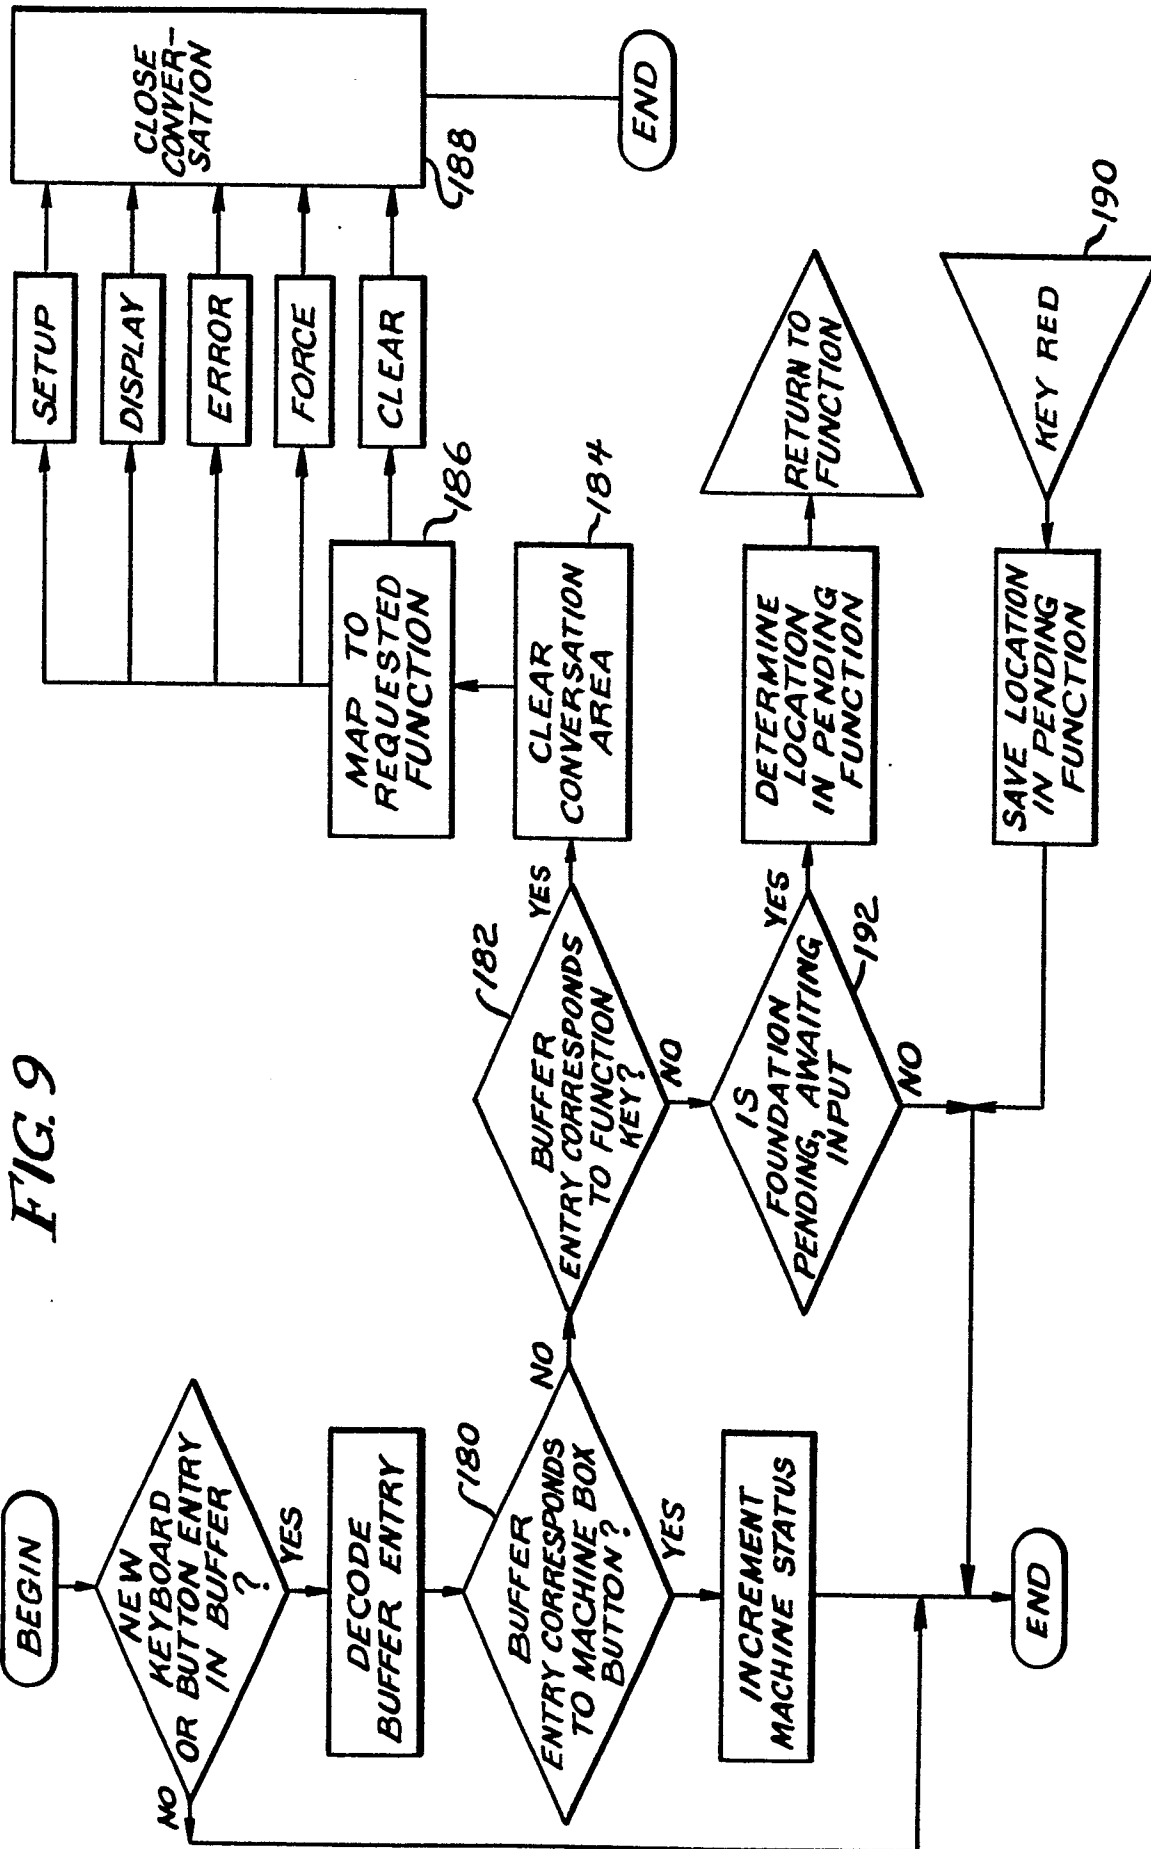 FIG. 9
BEGIN
NEW
KEYBOARD
OR BUTTON ENTRY
IN BUFFER
?
NO
YES
DECODE
BUFFER ENTRY
180
BUFFER
ENTRY CORRESPONDS
TO MACHINE BOX
BUTTON?
NO
YES
INCREMENT
MACHINE STATUS
END
182
BUFFER
ENTRY CORRESPONDS
TO FUNCTION
KEY?
YES
NO
IS
FOUNDATION
PENDING, AWAITING
INPUT
192
YES
NO
CLEAR
CONVERSATION
AREA
184
MAP TO
REQUESTED
FUNCTION
186
SETUP
DISPLAY
ERROR
FORCE
CLEAR
CLOSE
CONVER-
SATION
188
END
DETERMINE
LOCATION
IN PENDING
FUNCTION
RETURN TO
FUNCTION
KEY RED
190
SAVE LOCATION
IN PENDING
FUNCTION